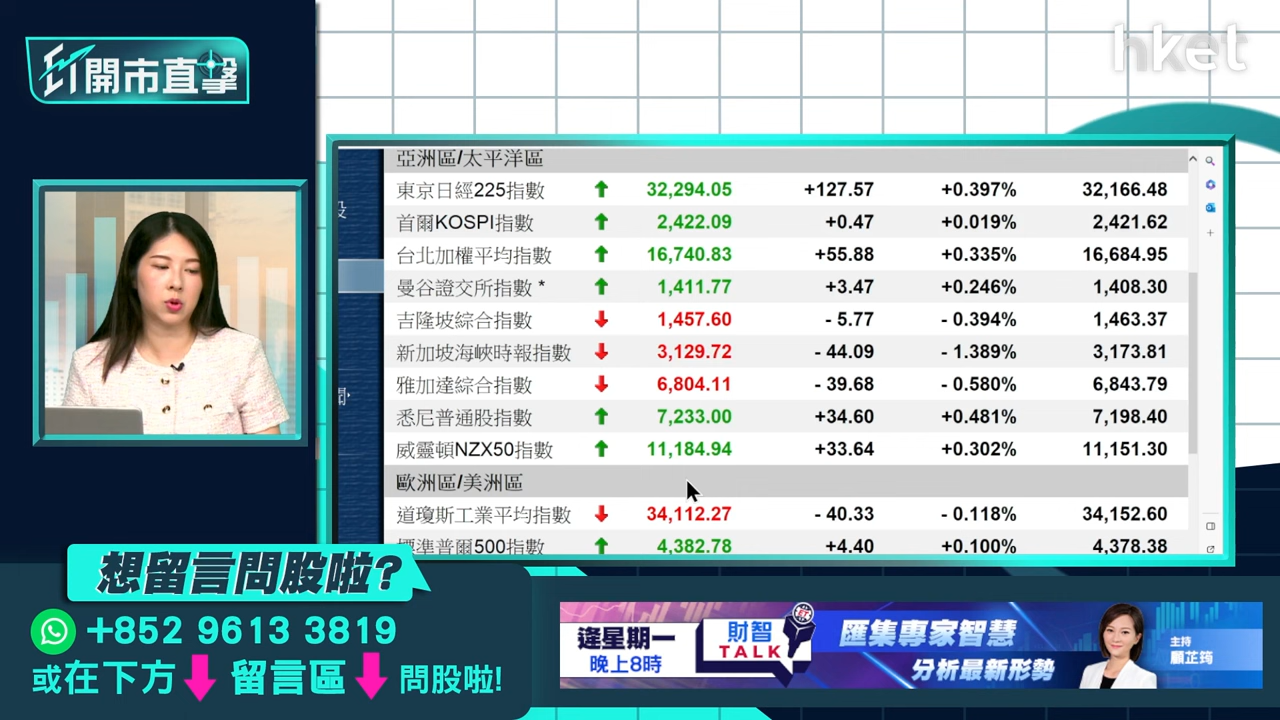 ET開市直擊
hket
亞洲區/太平洋區
東京日經225指數 32,294.05 +127.57 +0.397% 32,166.48
首爾KOSPI指數 2,422.09 +0.47 +0.019% 2,421.62
台北加權平均指數 16,740.83 +55.88 +0.335% 16,684.95
曼谷證交所指數 * 1,411.77 +3.47 +0.246% 1,408.30
吉隆坡綜合指數 1,457.60 - 5.77 - 0.394% 1,463.37
新加坡海峽時報指數 3,129.72 - 44.09 - 1.389% 3,173.81
雅加達綜合指數 6,804.11 - 39.68 - 0.580% 6,843.79
悉尼普通股指數 7,233.00 +34.60 +0.481% 7,198.40
威靈頓NZX50指數 11,184.94 +33.64 +0.302% 11,151.30
歐洲區/美洲區
道瓊斯工業平均指數 34,112.27 - 40.33 - 0.118% 34,152.60
標準普爾500指數 4,382.78 +4.40 +0.100% 4,378.38
想留言問股啦?
+852 9613 3819
或在下方 留言區 問股啦!
逢星期一
晚上8時
財智
TALK
匯集專家智慧
分析最新形勢
主持
顧芷筠